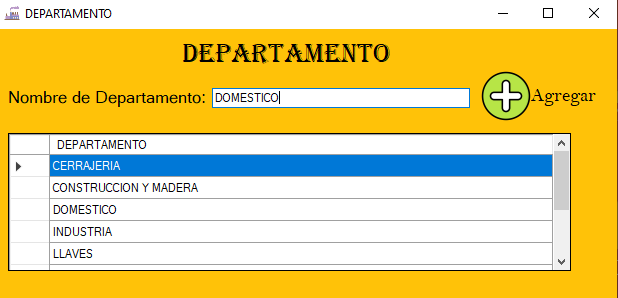 DEPARTAMENTO
DEPARTAMENTO
Nombre de Departamento: DOMESTICO Agregar
DEPARTAMENTO
CERRAJERIA
CONSTRUCCION Y MADERA
DOMESTICO
INDUSTRIA
LLAVES